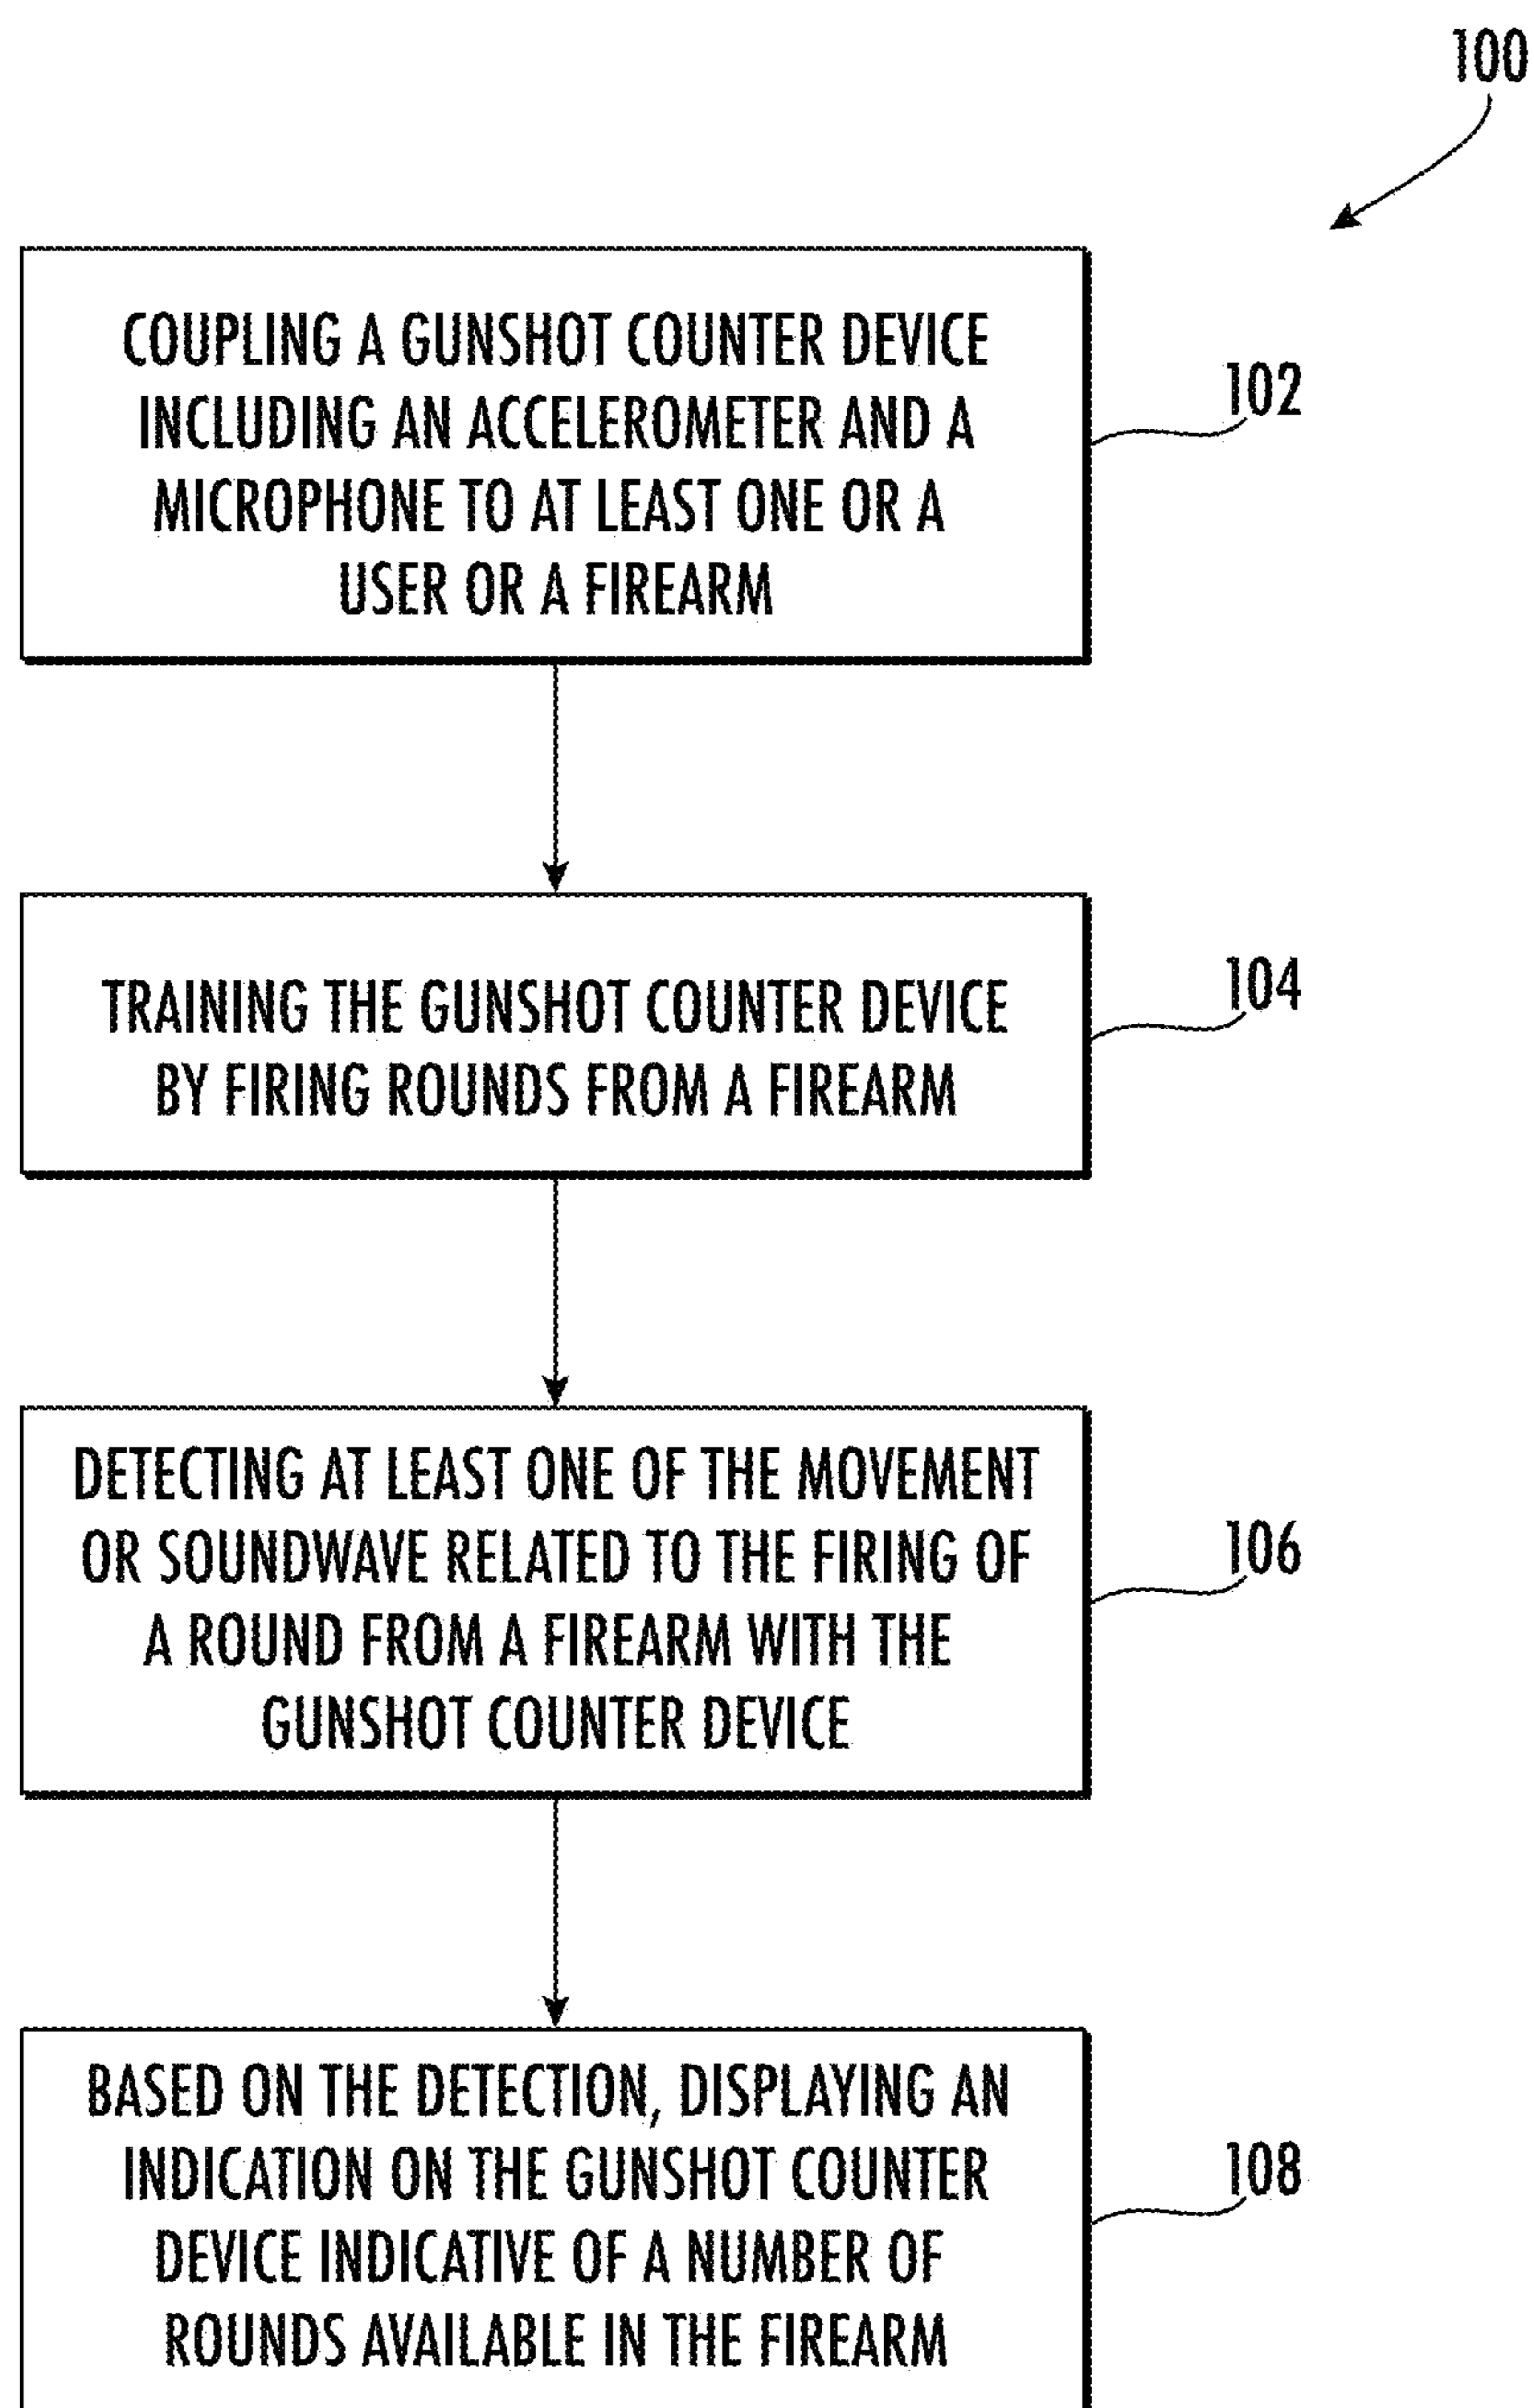 100
COUPLING A GUNSHOT COUNTER DEVICE
INCLUDING AN ACCELEROMETER AND A
MICROPHONE TO AT LEAST ONE OR A
USER OR A FIREARM
102
TRAINING THE GUNSHOT COUNTER DEVICE
BY FIRING ROUNDS FROM A FIREARM
104
DETECTING AT LEAST ONE OF THE MOVEMENT
OR SOUNDWAVE RELATED TO THE FIRING OF
A ROUND FROM A FIREARM WITH THE
GUNSHOT COUNTER DEVICE
106
BASED ON THE DETECTION, DISPLAYING AN
INDICATION ON THE GUNSHOT COUNTER
DEVICE INDICATIVE OF A NUMBER OF
ROUNDS AVAILABLE IN THE FIREARM
108